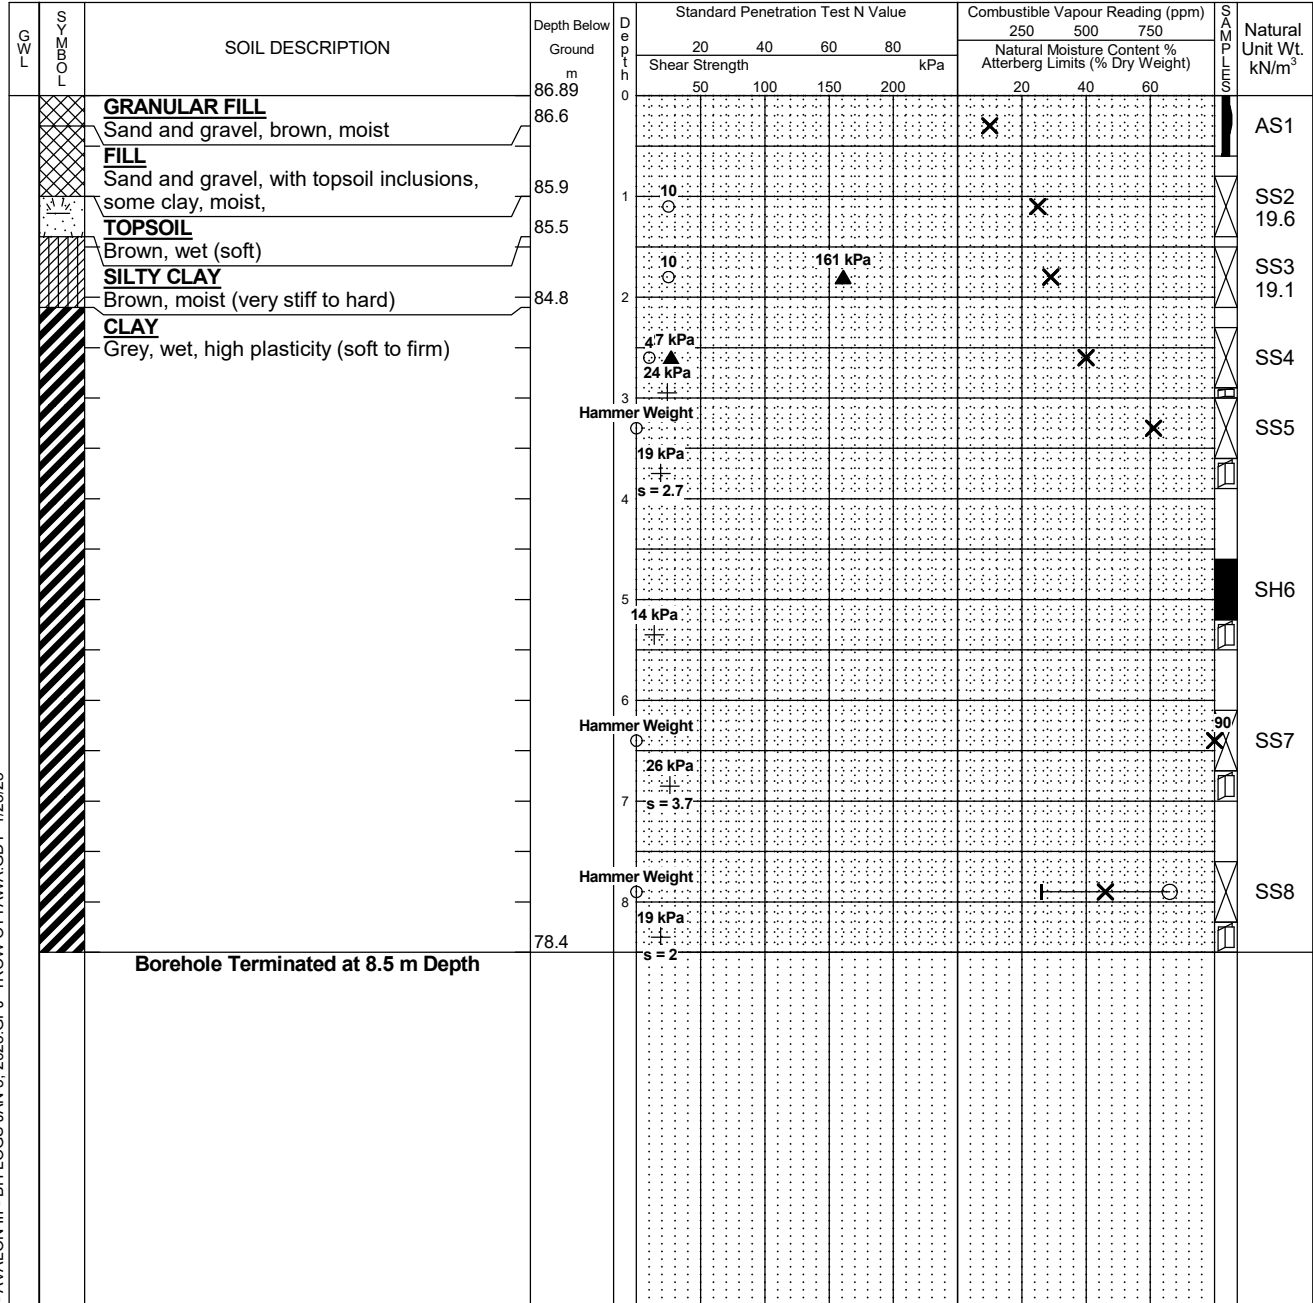 GWL
SYMBOL
SOIL DESCRIPTION
Depth Below
Ground
m
86.89
Depth
Standard Penetration Test N Value
20 40 60 80
Shear Strength kPa
50 100 150 200
Combustible Vapour Reading (ppm)
250 500 750
Natural Moisture Content %
Atterberg Limits (% Dry Weight)
20 40 60
SAMPLES
Natural
Unit Wt.
kN/m³
0
GRANULAR FILL
86.6
Sand and gravel, brown, moist
AS1
FILL
Sand and gravel, with topsoil inclusions,
85.9
some clay, moist,
1
10
SS2
19.6
TOPSOIL
85.5
Brown, wet (soft)
SILTY CLAY
10
161 kPa
SS3
19.1
Brown, moist (very stiff to hard)
84.8
2
CLAY
Grey, wet, high plasticity (soft to firm)
4
7 kPa
SS4
24 kPa
3
Hammer Weight
SS5
19 kPa
s = 2.7
4
SH6
5
14 kPa
6
Hammer Weight
90
SS7
26 kPa
s = 3.7
7
Hammer Weight
SS8
8
19 kPa
s = 2
78.4
Borehole Terminated at 8.5 m Depth